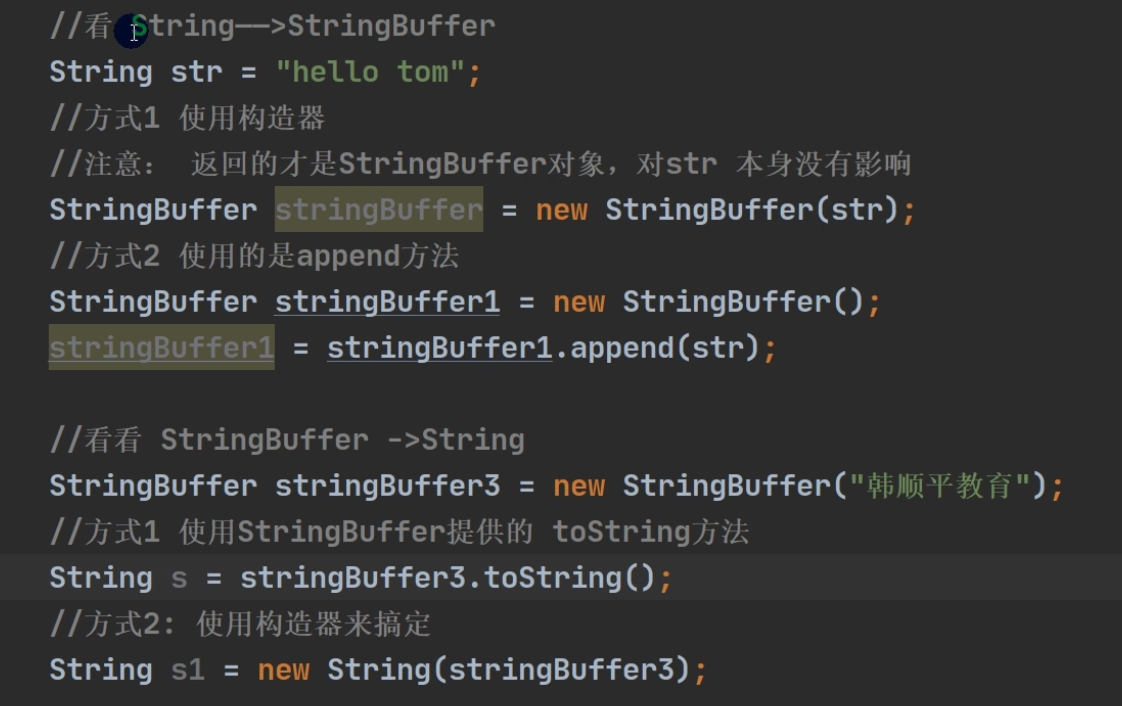 //看 String——>StringBuffer
String str = "hello tom";
//方式1 使用构造器
//注意： 返回的才是StringBuffer对象，对str 本身没有影响
StringBuffer stringBuffer = new StringBuffer(str);
//方式2 使用的是append方法
StringBuffer stringBuffer1 = new StringBuffer();
stringBuffer1 = stringBuffer1.append(str);
//看看 StringBuffer ->String
StringBuffer stringBuffer3 = new StringBuffer("韩顺平教育");
//方式1 使用StringBuffer提供的 toString方法
String s = stringBuffer3.toString();
//方式2: 使用构造器来搞定
String s1 = new String(stringBuffer3);